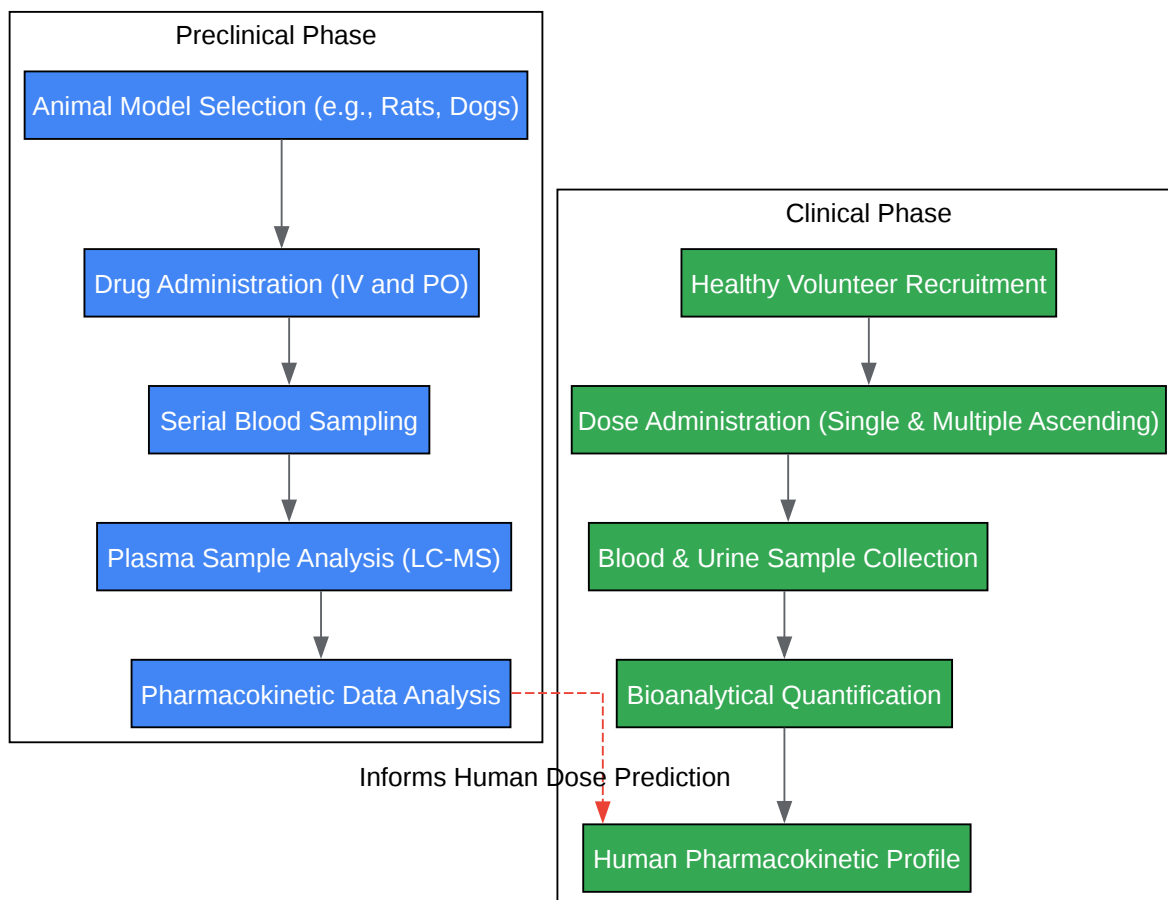 Preclinical Phase
Animal Model Selection (e.g., Rats, Dogs)
Drug Administration (IV and PO)
Serial Blood Sampling
Plasma Sample Analysis (LC-MS)
Pharmacokinetic Data Analysis
Informs Human Dose Prediction
Clinical Phase
Healthy Volunteer Recruitment
Dose Administration (Single & Multiple Ascending)
Blood & Urine Sample Collection
Bioanalytical Quantification
Human Pharmacokinetic Profile